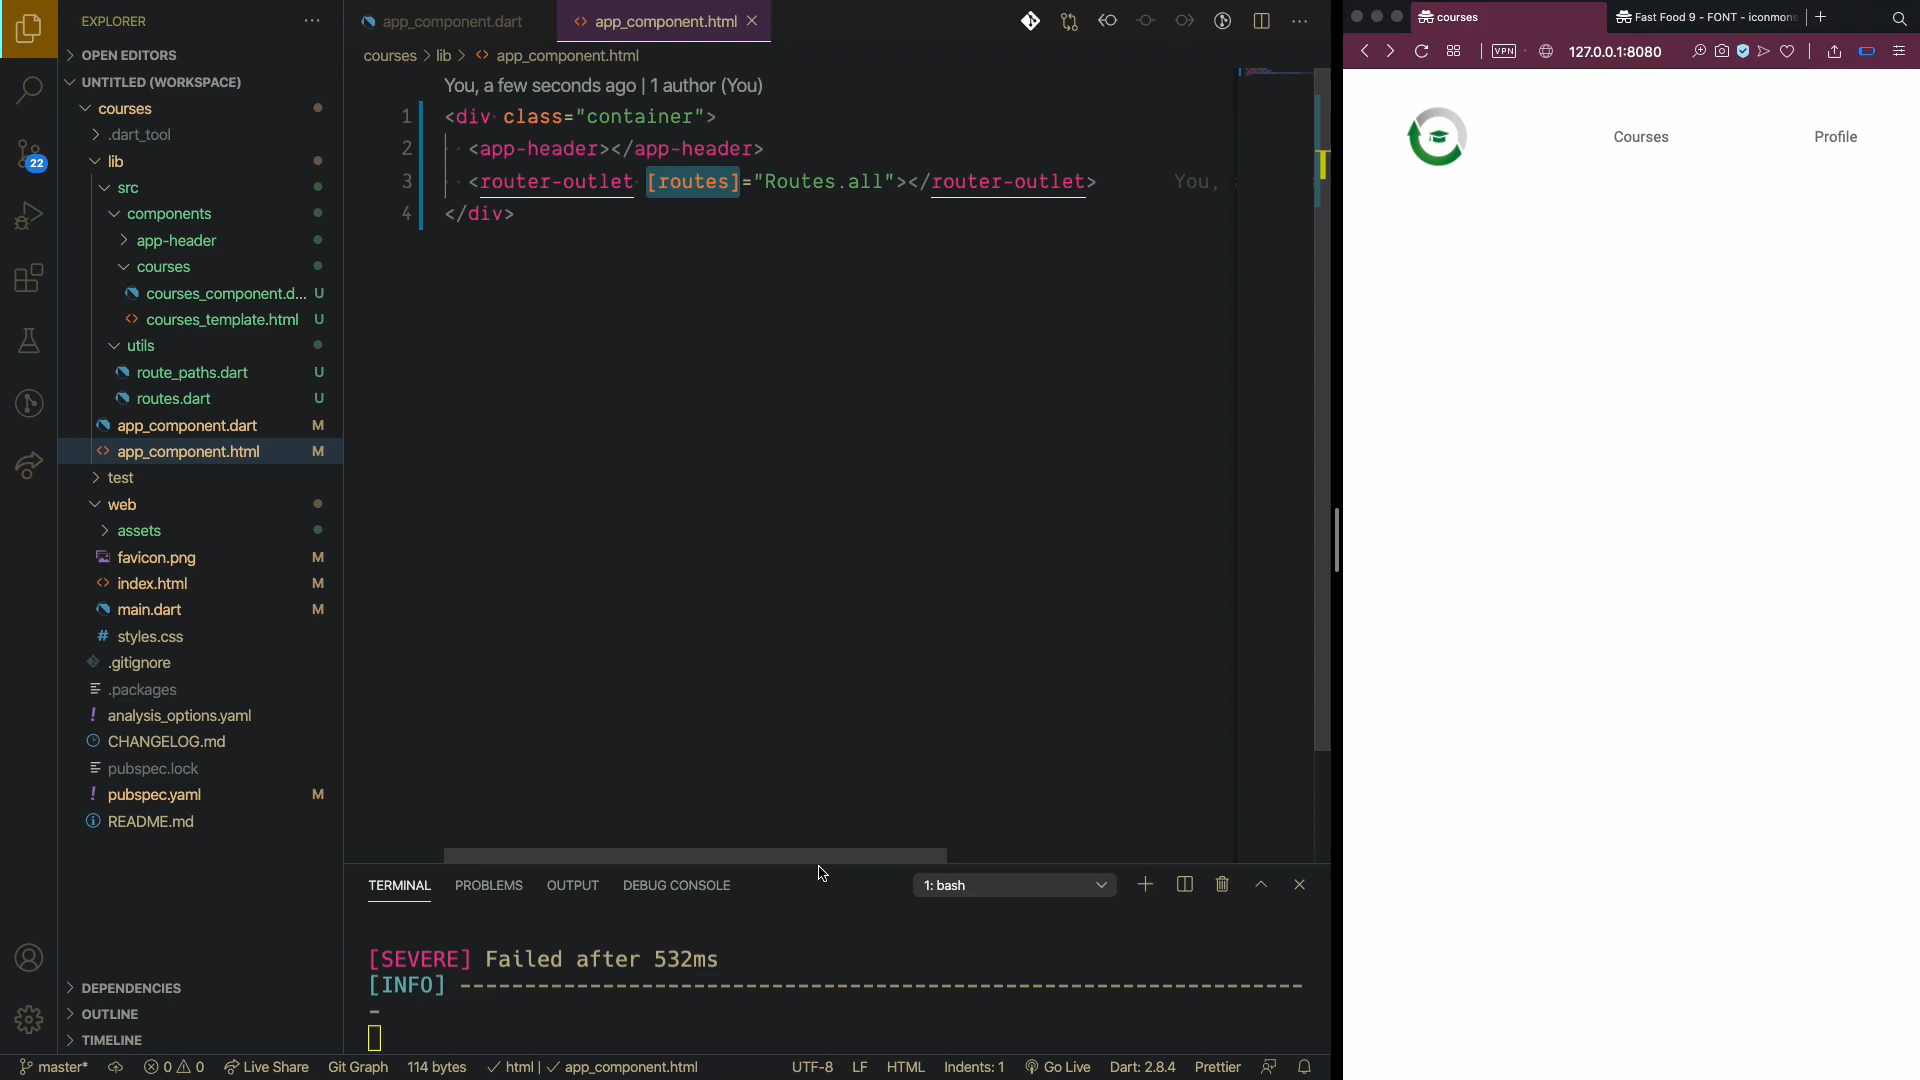 EXPLORER
OPEN EDITORS
UNTITLED (WORKSPACE)
courses
.dart_tool
lib
src
components
app-header
courses
courses_component.d... U
courses_template.html U
utils
route_paths.dart U
routes.dart U
app_component.dart M
app_component.html M
test
web
assets
favicon.png M
index.html M
main.dart M
styles.css
.gitignore
.packages
analysis_options.yaml
CHANGELOG.md
pubspec.lock
pubspec.yaml M
README.md
DEPENDENCIES
OUTLINE
TIMELINE
22
app_component.dart
app_component.html
courses > lib > app_component.html
You, a few seconds ago | 1 author (You)
1 <div class="container">
2 <app-header></app-header>
3 <router-outlet [routes]="Routes.all"></router-outlet> You,
4 </div>
TERMINAL PROBLEMS OUTPUT DEBUG CONSOLE 1: bash
[SEVERE] Failed after 532ms
[INFO] ------------------------------------------------------------------
-
master* 0 0 Live Share Git Graph 114 bytes html | app_component.html UTF-8 LF HTML Indents: 1 Go Live Dart: 2.8.4 Prettier
courses
Fast Food 9 - FONT - iconmons
VPN 127.0.0.1:8080
Courses Profile